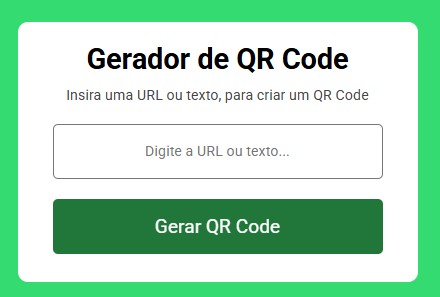 Gerador de QR Code
Insira uma URL ou texto, para criar um QR Code
Digite a URL ou texto...
Gerar QR Code